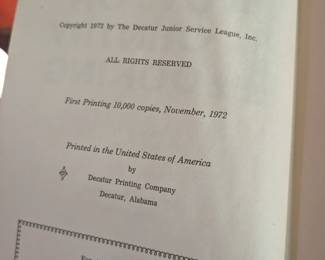 Copyright 1972 by The Decatur Junior Service League, Inc.
ALL RIGHTS RESERVED
First Printing 10,000 copies, November, 1972
Printed in the United States of America
by
Decatur Printing Company
Decatur, Alabama